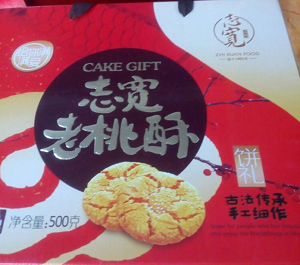 志宽
ZHI KUAN FOOD
CAKE GIFT
志宽
老桃酥
饼礼
古法传承
手工细作
净含量:500克